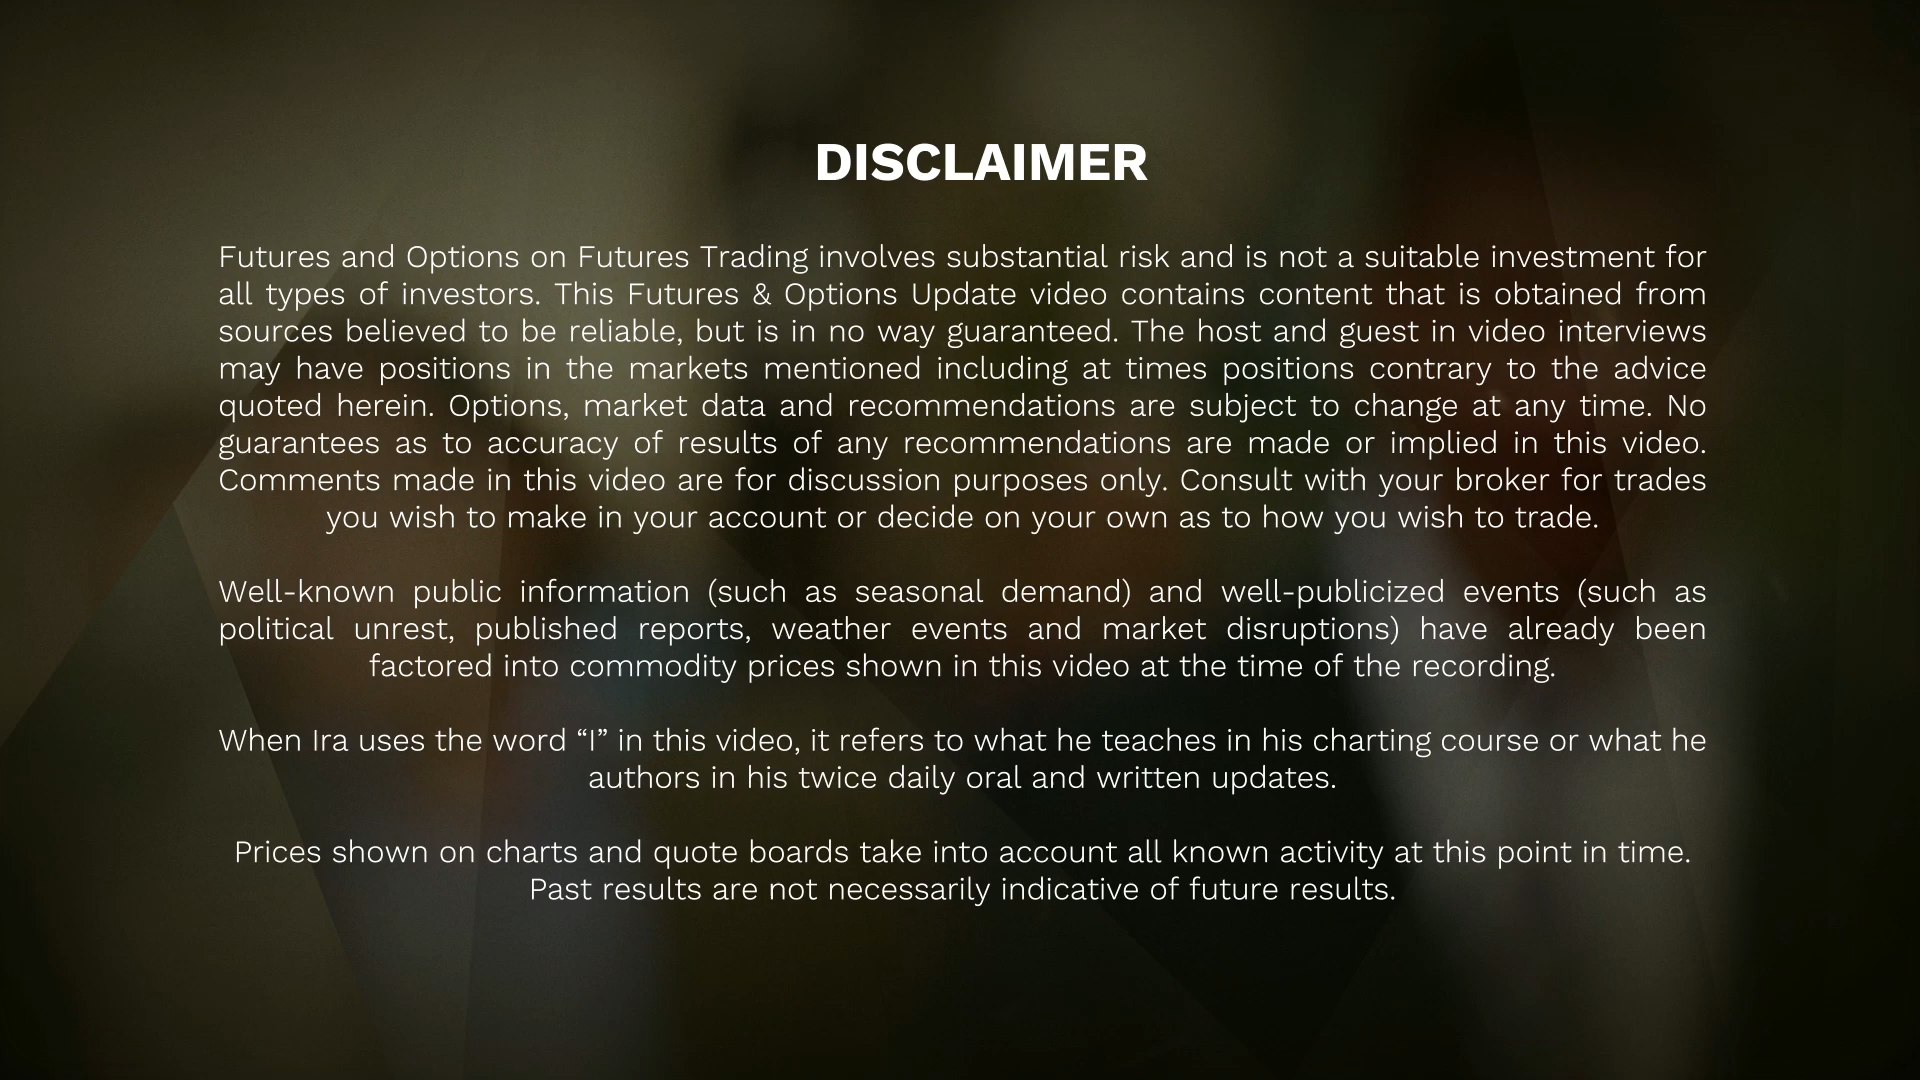 DISCLAIMER
Futures and Options on Futures Trading involves substantial risk and is not a suitable investment for
all types of investors. This Futures & Options Update video contains content that is obtained from
sources believed to be reliable, but is in no way guaranteed. The host and guest in video interviews
may have positions in the markets mentioned including at times positions contrary to the advice
quoted herein. Options, market data and recommendations are subject to change at any time. No
guarantees as to accuracy of results of any recommendations are made or implied in this video.
Comments made in this video are for discussion purposes only. Consult with your broker for trades
you wish to make in your account or decide on your own as to how you wish to trade.
Well-known public information (such as seasonal demand) and well-publicized events (such as
political unrest, published reports, weather events and market disruptions) have already been
factored into commodity prices shown in this video at the time of the recording.
When Ira uses the word “I” in this video, it refers to what he teaches in his charting course or what he
authors in his twice daily oral and written updates.
Prices shown on charts and quote boards take into account all known activity at this point in time.
Past results are not necessarily indicative of future results.